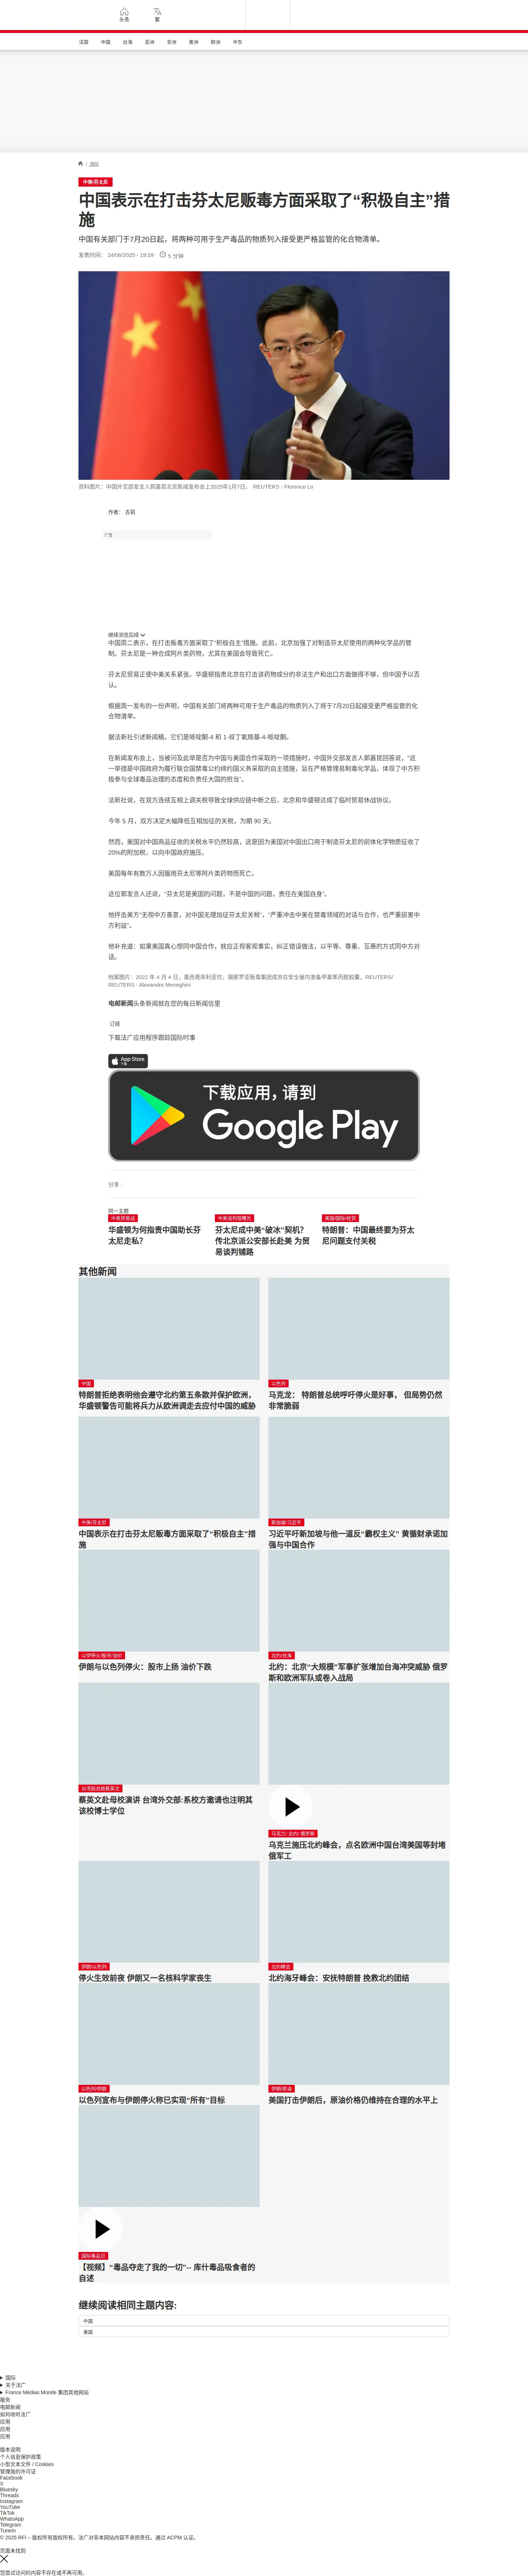 头条
繁
法国
中国
台海
亚洲
非洲
美洲
欧洲
中东
/ 国际
中美/芬太尼
中国表示在打击芬太尼贩毒方面采取了“积极自主”措
施
中国有关部门于7月20日起，将两种可用于生产毒品的物质列入接受更严格监管的化合物清单。
发表时间： 24/06/2025 - 19:59
5 分钟
资料图片：中国外交部发言人郭嘉昆北京新闻发布会上2025年1月7日。 REUTERS - Florence Lo
作者： 古莉
广告
继续浏览后续
中国周二表示，在打击贩毒方面采取了“积极自主”措施。此前，北京加强了对制造芬太尼使用的两种化学品的管
制。芬太尼是一种合成阿片类药物，尤其在美国会导致死亡。
芬太尼贸易正使中美关系紧张。华盛顿指责北京在打击该药物成分的非法生产和出口方面做得不够，但中国予以否
认。
根据周一发布的一份声明，中国有关部门将两种可用于生产毒品的物质列入了将于7月20日起接受更严格监管的化
合物清单。
据法新社引述新闻稿，它们是哌啶酮-4 和 1-叔丁氧羰基-4-哌啶酮。
在新闻发布会上，当被问及此举是否为中国与美国合作采取的一项措施时，中国外交部发言人郭嘉昆回答说，“这
一举措是中国政府为履行联合国禁毒公约缔约国义务采取的自主措施，旨在严格管理易制毒化学品，体现了中方积
极参与全球毒品治理的态度和负责任大国的担当”。
法新社说，在双方连续互相上调关税导致全球供应链中断之后，北京和华盛顿达成了临时贸易休战协议。
今年 5 月，双方决定大幅降低互相加征的关税，为期 90 天。
然而，美国对中国商品征收的关税水平仍然较高，这是因为美国对中国出口用于制造芬太尼的前体化学物质征收了
20%的附加税，以向中国政府施压。
美国每年有数万人因服用芬太尼等阿片类药物而死亡。
这位郭发言人还说，“芬太尼是美国的问题，不是中国的问题，责任在美国自身”。
他抨击美方“无视中方善意，对中国无理加征芬太尼关税”，“严重冲击中美在禁毒领域的对话与合作，也严重损害中
方利益”。
他补充道：如果美国真心想同中国合作，就应正视客观事实，纠正错误做法，以平等、尊重、互惠的方式同中方对
话。
档案图片：2022 年 4 月 4 日，墨西哥库利亚坎，锡那罗亚贩毒集团成员在安全屋内准备甲基苯丙胺胶囊。REUTERS/
REUTERS - Alexandre Meneghini
电邮新闻头条新闻就在您的每日新闻信里
订阅
下载法广应用程序跟踪国际时事
App Store
下载
下载应用，请到
Google Play
分享 :
同一主题
中美贸易战
华盛顿为何指责中国助长芬
太尼走私？
中美谈判现曙光
芬太尼成中美“破冰”契机？
传北京派公安部长赴美 为贸
易谈判铺路
美国/国际/经贸
特朗普：中国最终要为芬太
尼问题支付关税
其他新闻
中国
特朗普拒绝表明他会遵守北约第五条款并保护欧洲，
华盛顿警告可能将兵力从欧洲调走去应付中国的威胁
以色列
马克龙： 特朗普总统呼吁停火是好事， 但局势仍然
非常脆弱
中美/芬太尼
中国表示在打击芬太尼贩毒方面采取了“积极自主”措
施
新加坡/习近平
习近平吁新加坡与他一道反“霸权主义” 黄循财承诺加
强与中国合作
以伊停火/股市/油价
伊朗与以色列停火：股市上扬 油价下跌
北约/台海
北约：北京“大规模”军事扩张增加台海冲突威胁 俄罗
斯和欧洲军队或卷入战局
台湾前总统蔡英文
蔡英文赴母校演讲 台湾外交部:系校方邀请也注明其
该校博士学位
乌克兰/ 北约/ 俄罗斯
乌克兰施压北约峰会，点名欧洲中国台湾美国等封堵
俄军工
伊朗/以色列
停火生效前夜 伊朗又一名核科学家丧生
北约峰会
北约海牙峰会：安抚特朗普 挽救北约团结
以色列/伊朗
以色列宣布与伊朗停火称已实现“所有”目标
伊朗/原油
美国打击伊朗后，原油价格仍维持在合理的水平上
国际毒品日
【视频】“毒品夺走了我的一切”-- 库什毒品吸食者的
自述
继续阅读相同主题内容:
中国
美国
国际
关于法广
France Médias Monde 集团其他网站
服务
电邮新闻
如何收听法广
应用
应用
应用
版本说明
个人信息保护政策
小型文本文件 / Cookies
管理我的许可证
Facebook
X
Bluesky
Threads
Instagram
YouTube
TikTok
WhatsApp
Telegram
TuneIn
© 2025 RFI – 版权所有版权所有。法广对非本网站内容不承担责任。通过 ACPM 认证。
页面未找到
您尝试访问的内容不存在或不再可用。